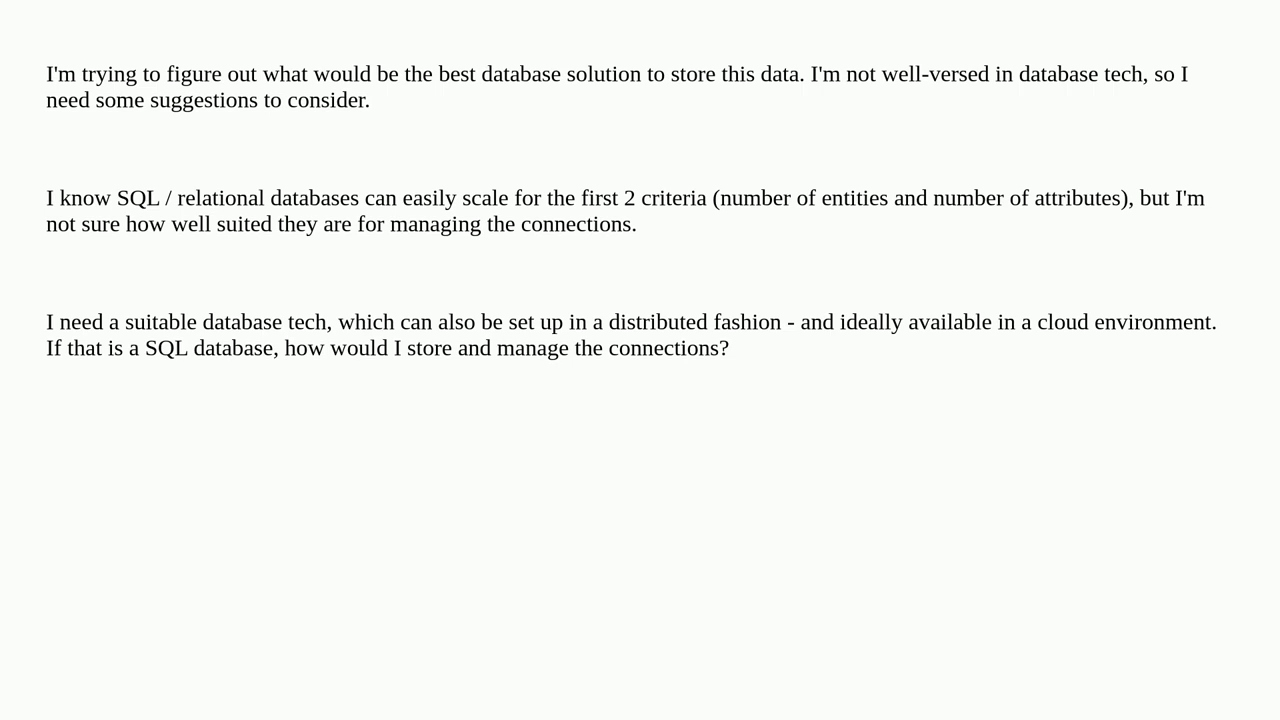 I'm trying to figure out what would be the best database solution to store this data. I'm not well-versed in database tech, so I
need some suggestions to consider.
I know SQL / relational databases can easily scale for the first 2 criteria (number of entities and number of attributes), but I'm
not sure how well suited they are for managing the connections.
I need a suitable database tech, which can also be set up in a distributed fashion - and ideally available in a cloud environment.
If that is a SQL database, how would I store and manage the connections?